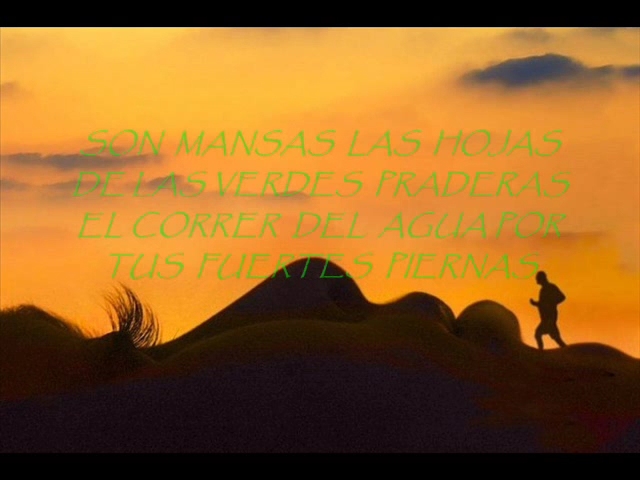 SON MANSAS LAS HOJAS
DE LAS VERDES PRADERAS
EL CORRER DEL AGUA POR
TUS FUERTES PIERNAS.